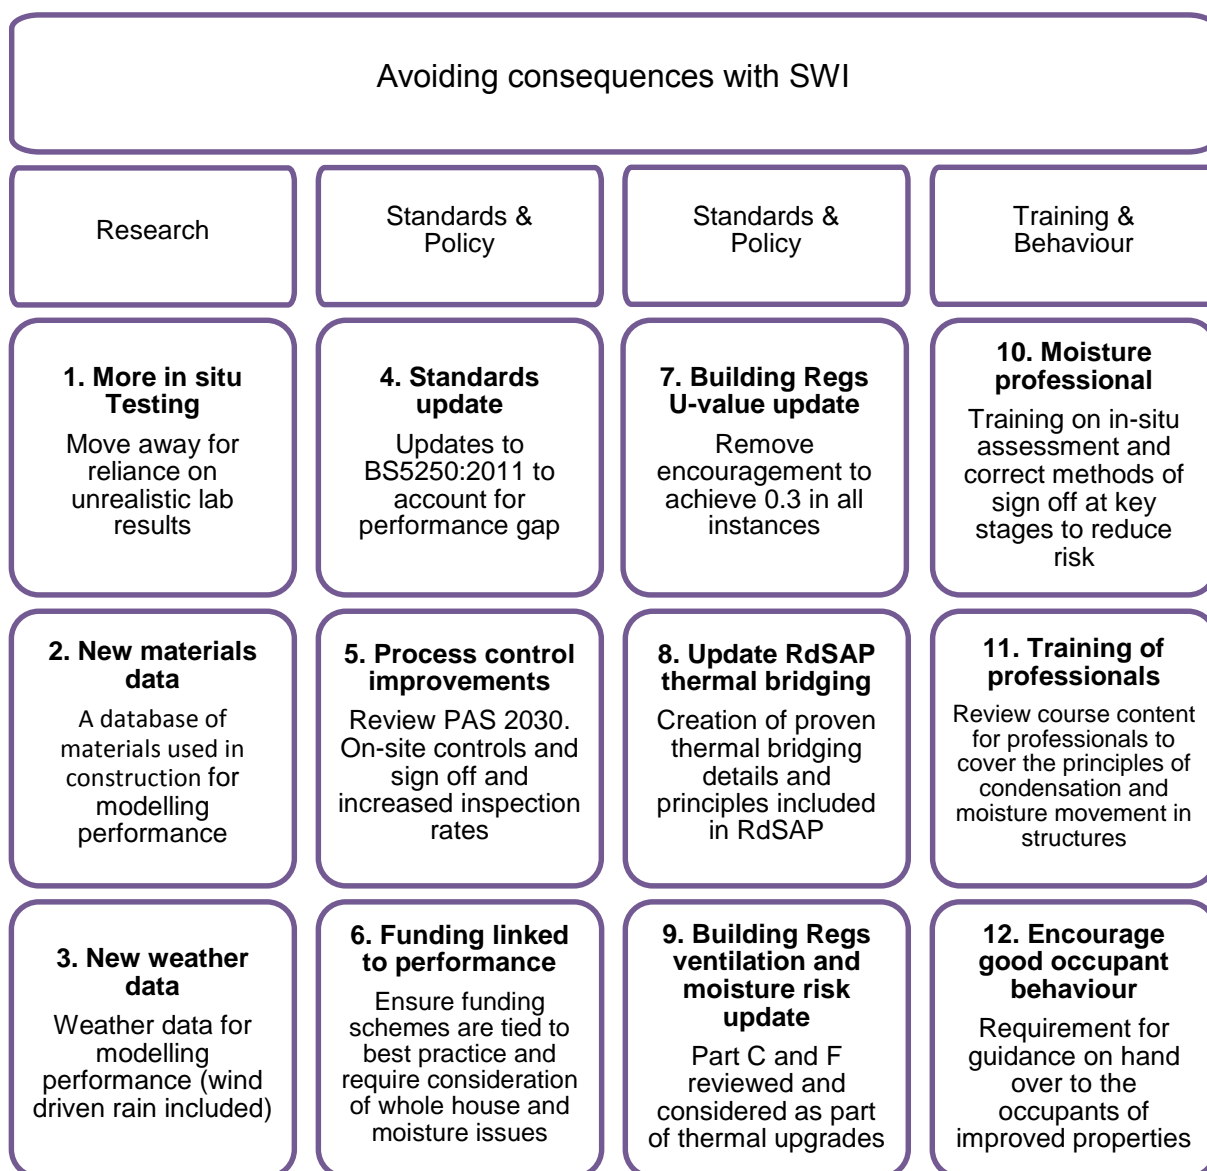 Avoiding consequences with SWI
Research
Standards &
Policy
Standards &
Policy
Training &
Behaviour
1. More in situ
Testing
Move away for
reliance on
unrealistic lab
results
4. Standards
update
Updates to
BS5250:2011 to
account for
performance gap
7. Building Regs
U-value update
Remove
encouragement to
achieve 0.3 in all
instances
10. Moisture
professional
Training on in-situ
assessment and
correct methods of
sign off at key
stages to reduce
risk
2. New materials
data
A database of
materials used in
construction for
modelling
performance
5. Process control
improvements
Review PAS 2030.
On-site controls and
sign off and
increased inspection
rates
8. Update RdSAP
thermal bridging
Creation of proven
thermal bridging
details and
principles included
in RdSAP
11. Training of
professionals
Review course content
for professionals to
cover the principles of
condensation and
moisture movement in
structures
3. New weather
data
Weather data for
modelling
performance (wind
driven rain included)
6. Funding linked
to performance
Ensure funding
schemes are tied to
best practice and
require consideration
of whole house and
moisture issues
9. Building Regs
ventilation and
moisture risk
update
Part C and F
reviewed and
considered as part
of thermal upgrades
12. Encourage
good occupant
behaviour
Requirement for
guidance on hand
over to the
occupants of
improved properties